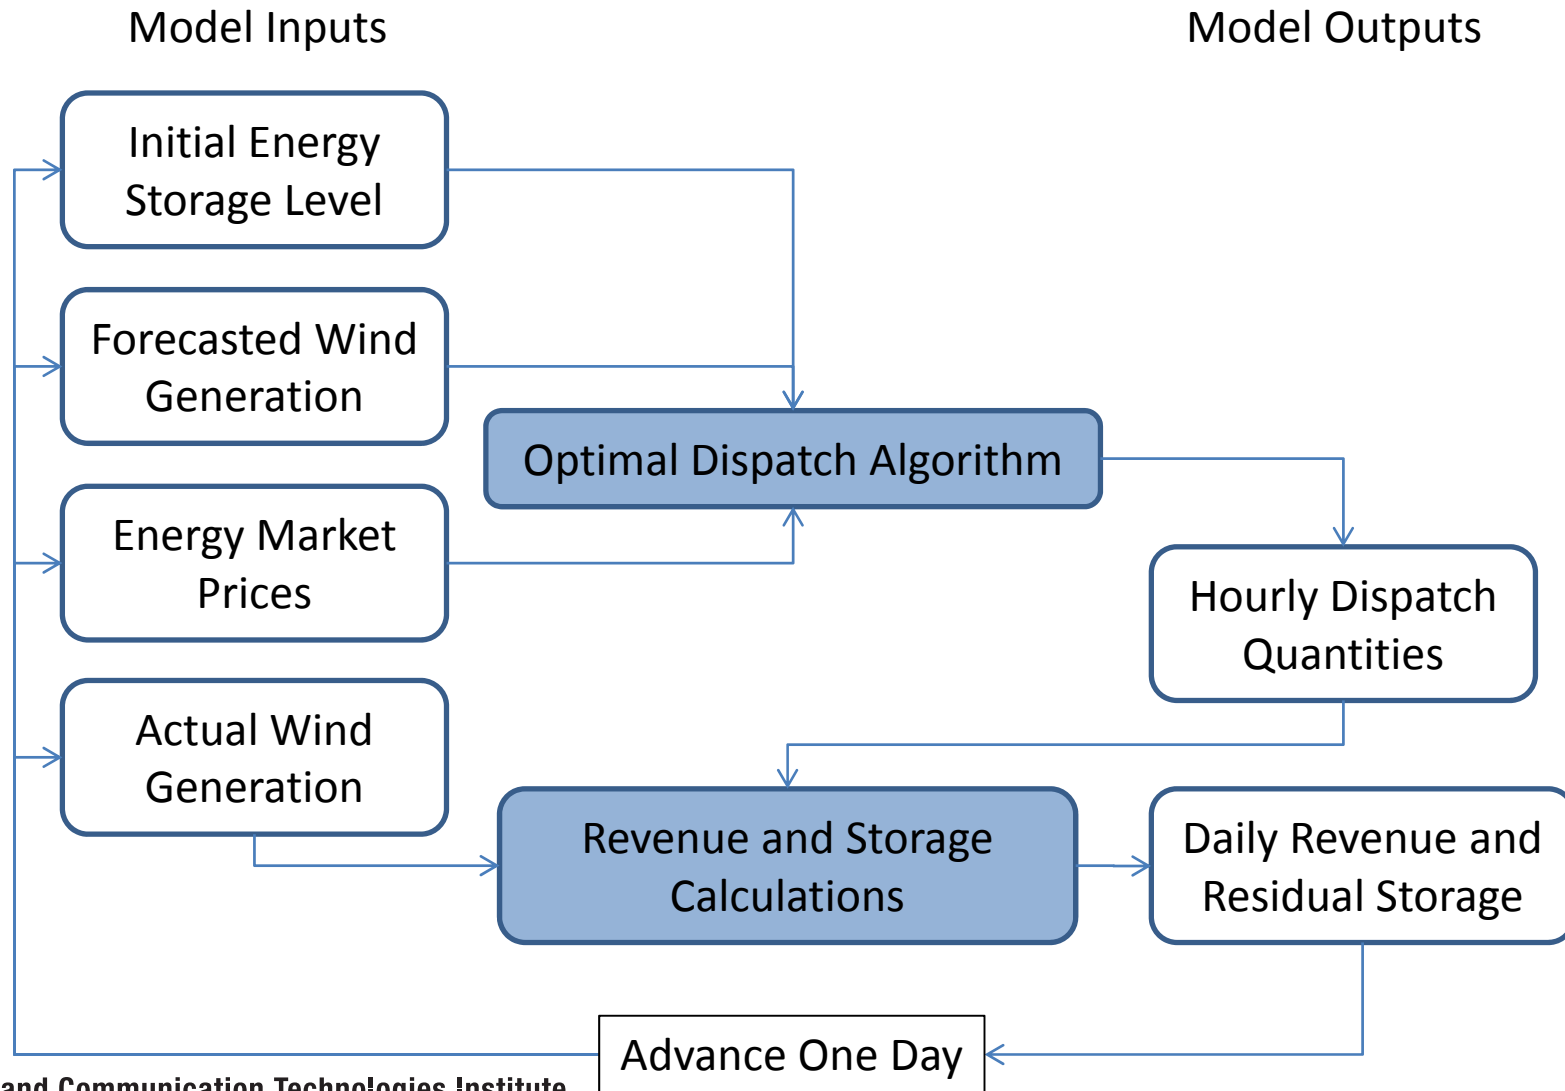 Model Inputs
Model Outputs
Initial Energy
Storage Level
Forecasted Wind
Generation
Optimal Dispatch Algorithm
Energy Market
Prices
Hourly Dispatch
Quantities
Actual Wind
Generation
Revenue and Storage
Calculations
Daily Revenue and
Residual Storage
Advance One Day
and Communication Technologies Institute